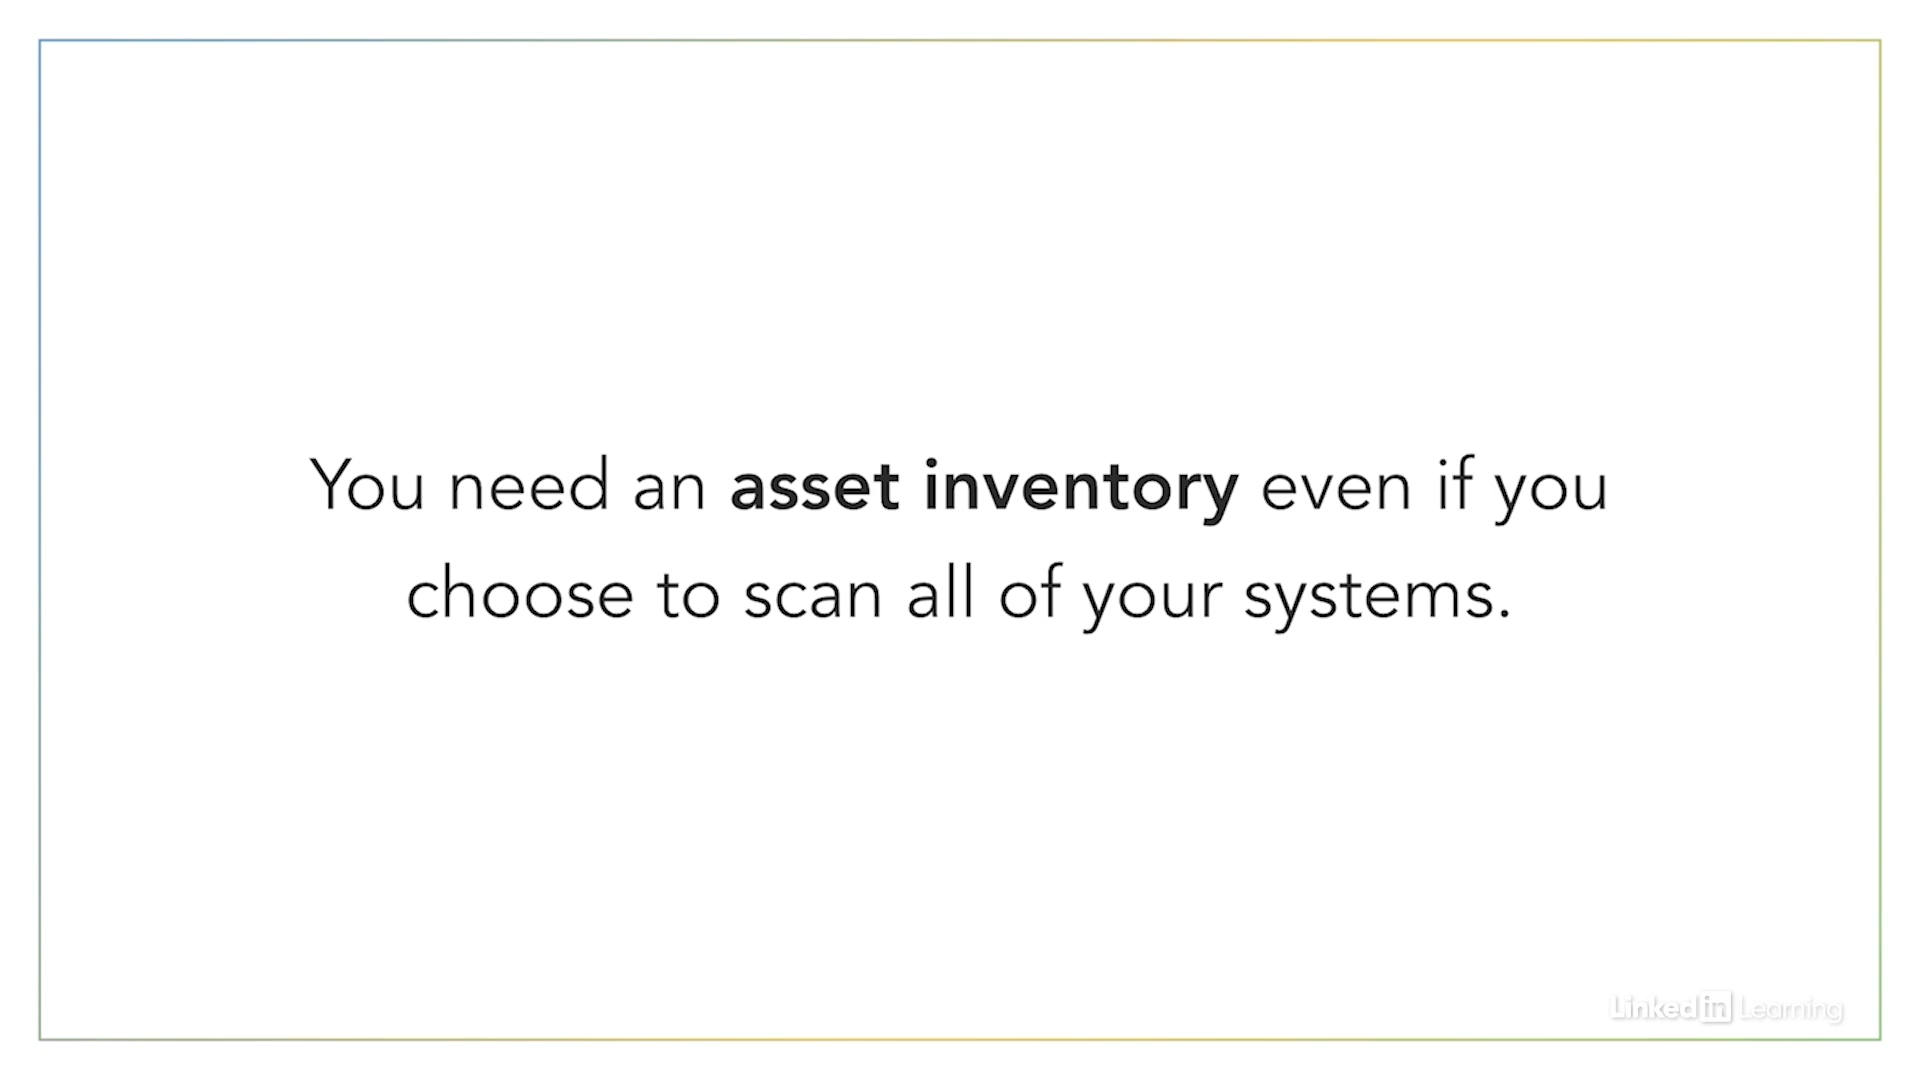 You need an asset inventory even if you
choose to scan all of your systems.
LinkedIn Learning